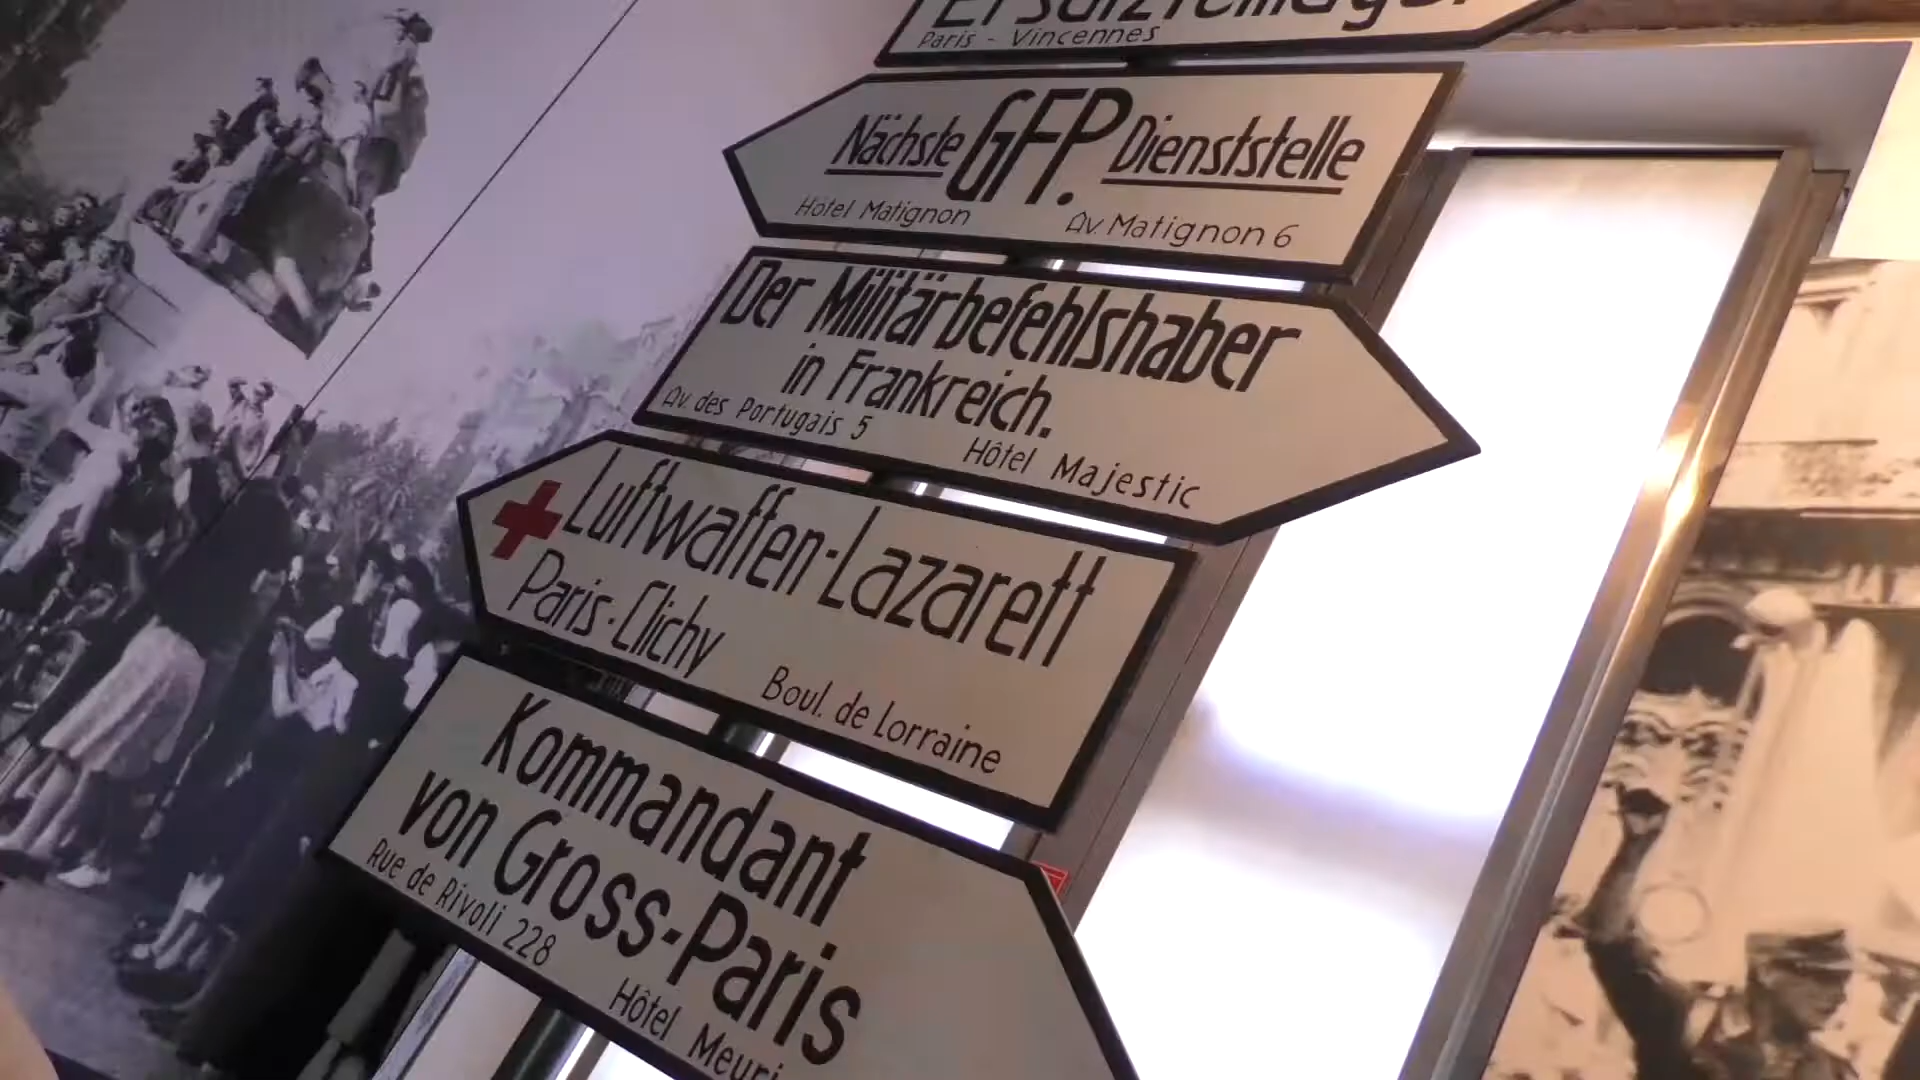 Ersatzteillager
Paris - Vincennes
Nächste GFP. Dienststelle
Hotel Matignon Av. Matignon 6
Der Militärbefehlshaber
in Frankreich.
Av. des Portugais 5 Hôtel Majestic
Luftwaffen-Lazarett
Paris-Clichy Boul. de Lorraine
Kommandant
von Gross-Paris
Rue de Rivoli 228 Hôtel